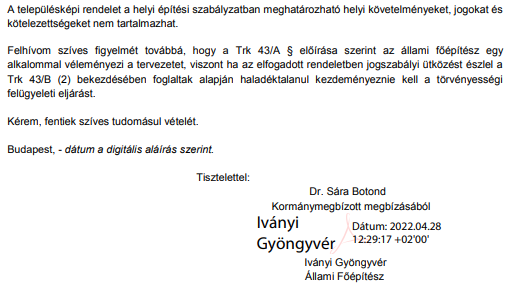 A településképi rendelet a helyi építési szabályzatban meghatározható helyi követelményeket, jogokat és
kötelezettségeket nem tartalmazhat.
Felhívom szíves figyelmét továbbá, hogy a Trk 43/A § előírása szerint az állami főépítész egy
alkalommal véleményezi a tervezetet, viszont ha az elfogadott rendeletben jogszabályi ütközést észlel a
Trk 43/B (2) bekezdésében foglaltak alapján haladéktalanul kezdeményeznie kell a törvényességi
felügyeleti eljárást.
Kérem, fentiek szíves tudomásul vételét.
Budapest, - dátum a digitális aláírás szerint.
Tisztelettel:
Dr. Sára Botond
Kormánymegbízott megbízásából
Iványi
Gyöngyvér
Dátum: 2022.04.28
12:29:17 +02'00'
Iványi Gyöngyvér
Állami Főépítész